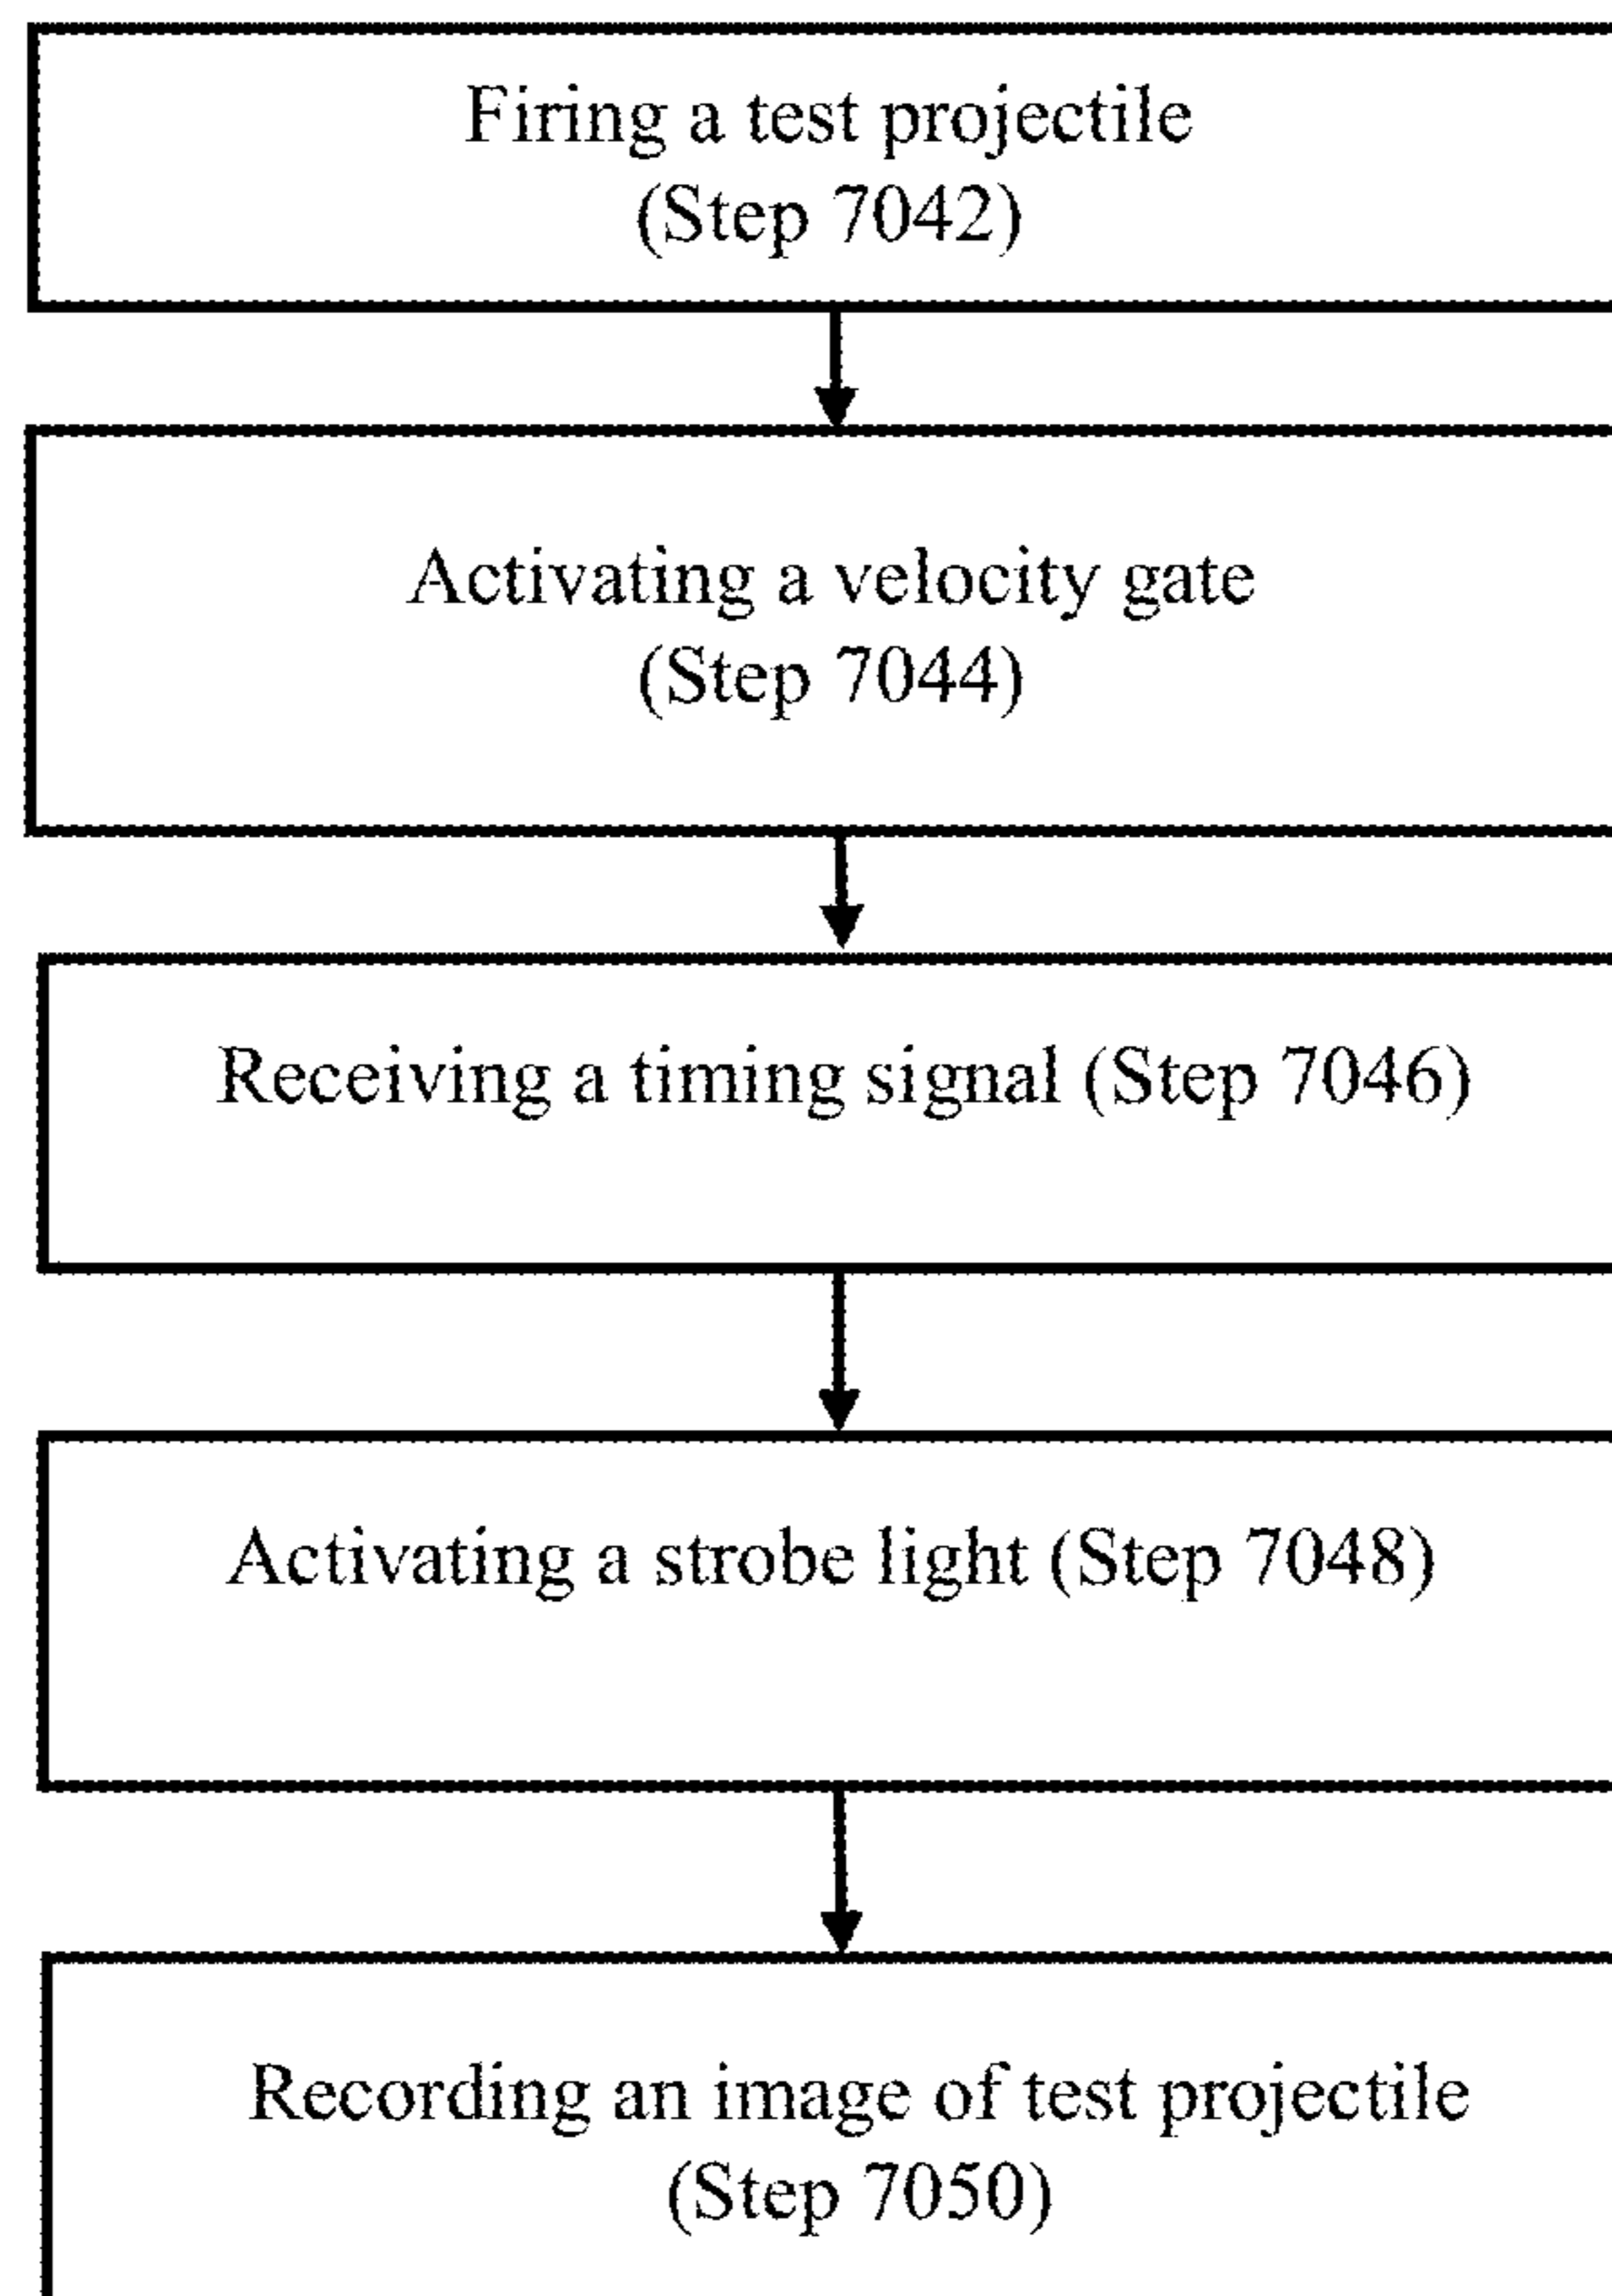 Firing a test projectile
(Step 7042)
Activating a velocity gate
(Step 7044)
Receiving a timing signal (Step 7046)
Activating a strobe light (Step 7048)
Recording an image of test projectile
(Step 7050)